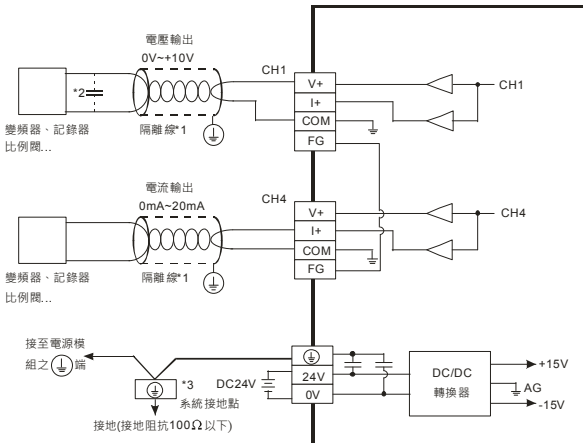 電壓輸出
0V~+10V
CH1
*2
隔離線*1
變頻器、記錄器
比例閥...
V+
I+
COM
FG
CH1
電流輸出
0mA~20mA
CH4
隔離線*1
變頻器、記錄器
比例閥...
V+
I+
COM
FG
CH4
接至電源模
組之 端
*3
系統接地點
接地(接地阻抗100Ω以下)
DC24V
24V
0V
DC/DC
轉換器
+15V
AG
-15V